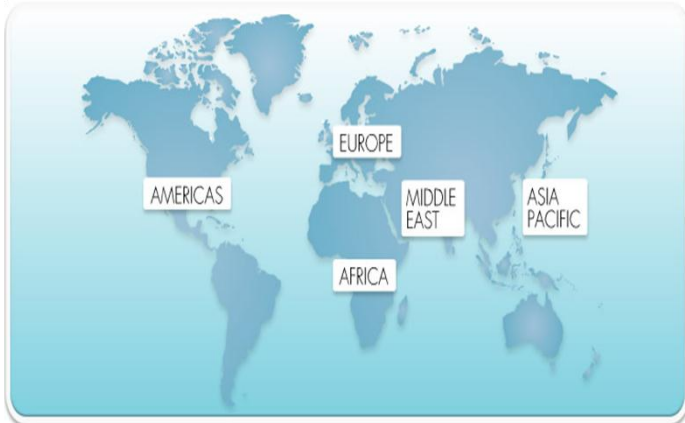 EUROPE
AMERICAS
MIDDLE
EAST
ASIA
PACIFIC
AFRICA